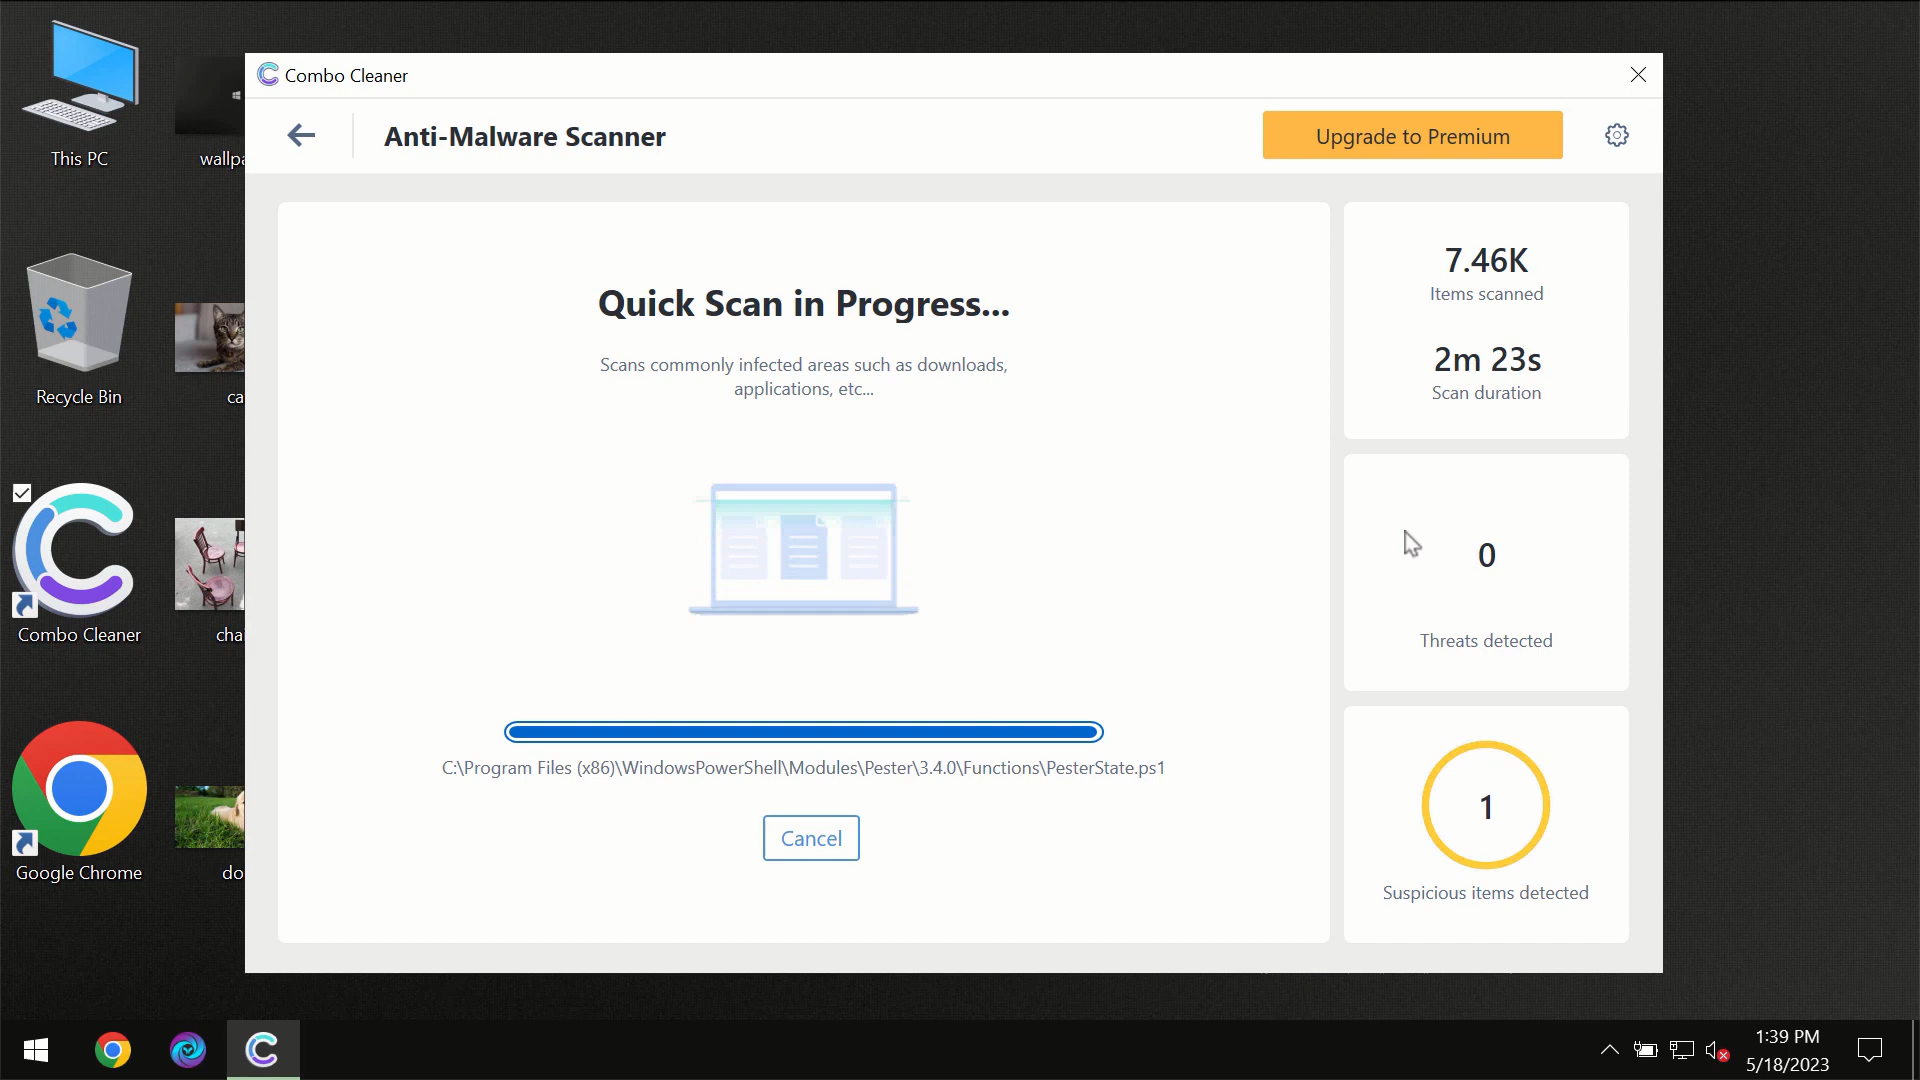 This PC
wallpa
Recycle Bin
ca
Combo Cleaner
cha
Google Chrome
do
Combo Cleaner
Anti-Malware Scanner
Upgrade to Premium
Quick Scan in Progress...
Scans commonly infected areas such as downloads,
applications, etc...
C:\Program Files (x86)\WindowsPowerShell\Modules\Pester\3.4.0\Functions\PesterState.ps1
Cancel
7.46K
Items scanned
2m 23s
Scan duration
0
Threats detected
1
Suspicious items detected
1:39 PM
5/18/2023